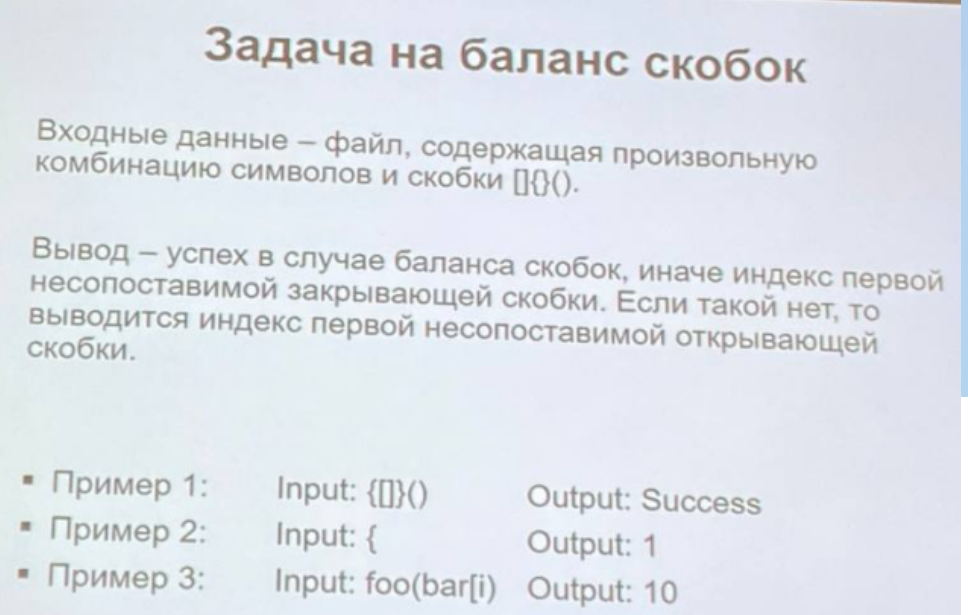 Задача на баланс скобок
Входные данные – файл, содержащая произвольную
комбинацию символов и скобки []{}().
Вывод – успех в случае баланса скобок, иначе индекс первой
несопоставимой закрывающей скобки. Если такой нет, то
выводится индекс первой несопоставимой открывающей
скобки.
▪ Пример 1: Input: {[]}() Output: Success
▪ Пример 2: Input: { Output: 1
▪ Пример 3: Input: foo(bar[i) Output: 10